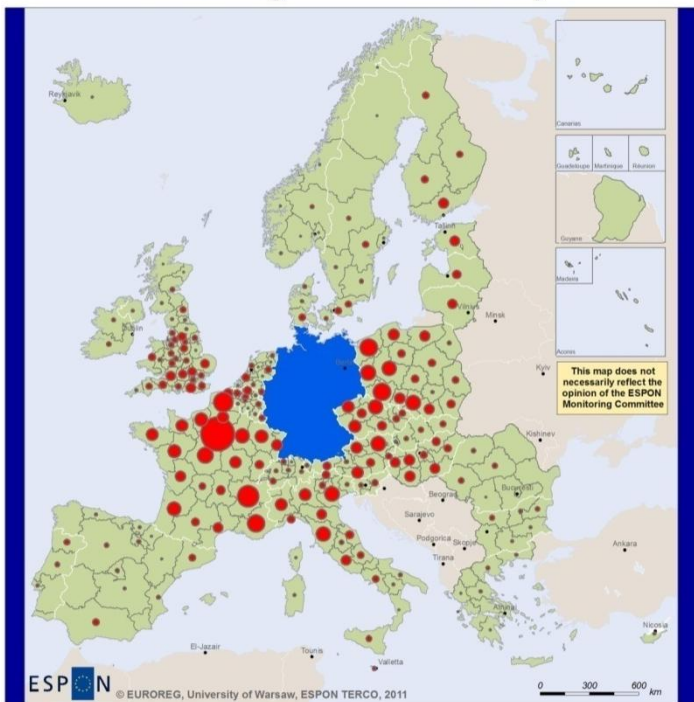 Reykjavik
Canarias
Guadeloupe Martinique Réunion
Guyane
Tallinn
Madeira
Vilnius
Minsk
Dublin
Acores
This map does not
necessarily reflect the
opinion of the ESPON
Monitoring Committee
Kyiv
Kishinev
Bucuresti
Beograd
Sarajevo
Podgorica
Skopje
Tirana
Ankara
Athinai
El-Jazair
Tounis
Nicosia
Valletta
ESPON
© EUROREG, University of Warsaw, ESPON TERCO, 2011
0 300 600 km